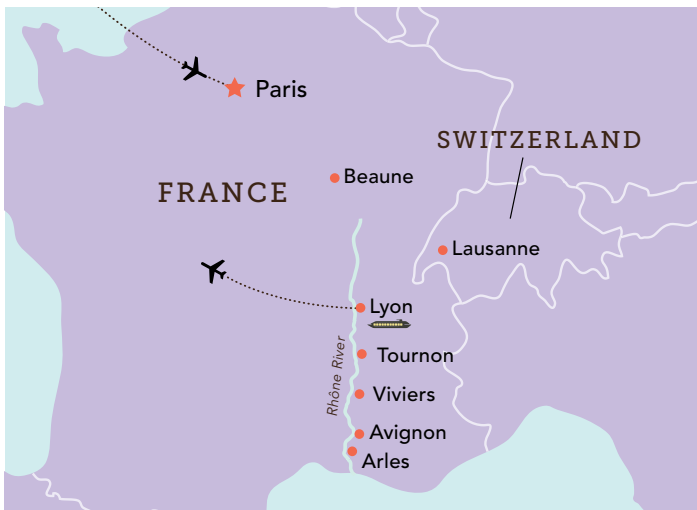 Paris
SWITZERLAND
Beaune
FRANCE
Lausanne
Lyon
Rhône River
Tournon
Viviers
Avignon
Arles